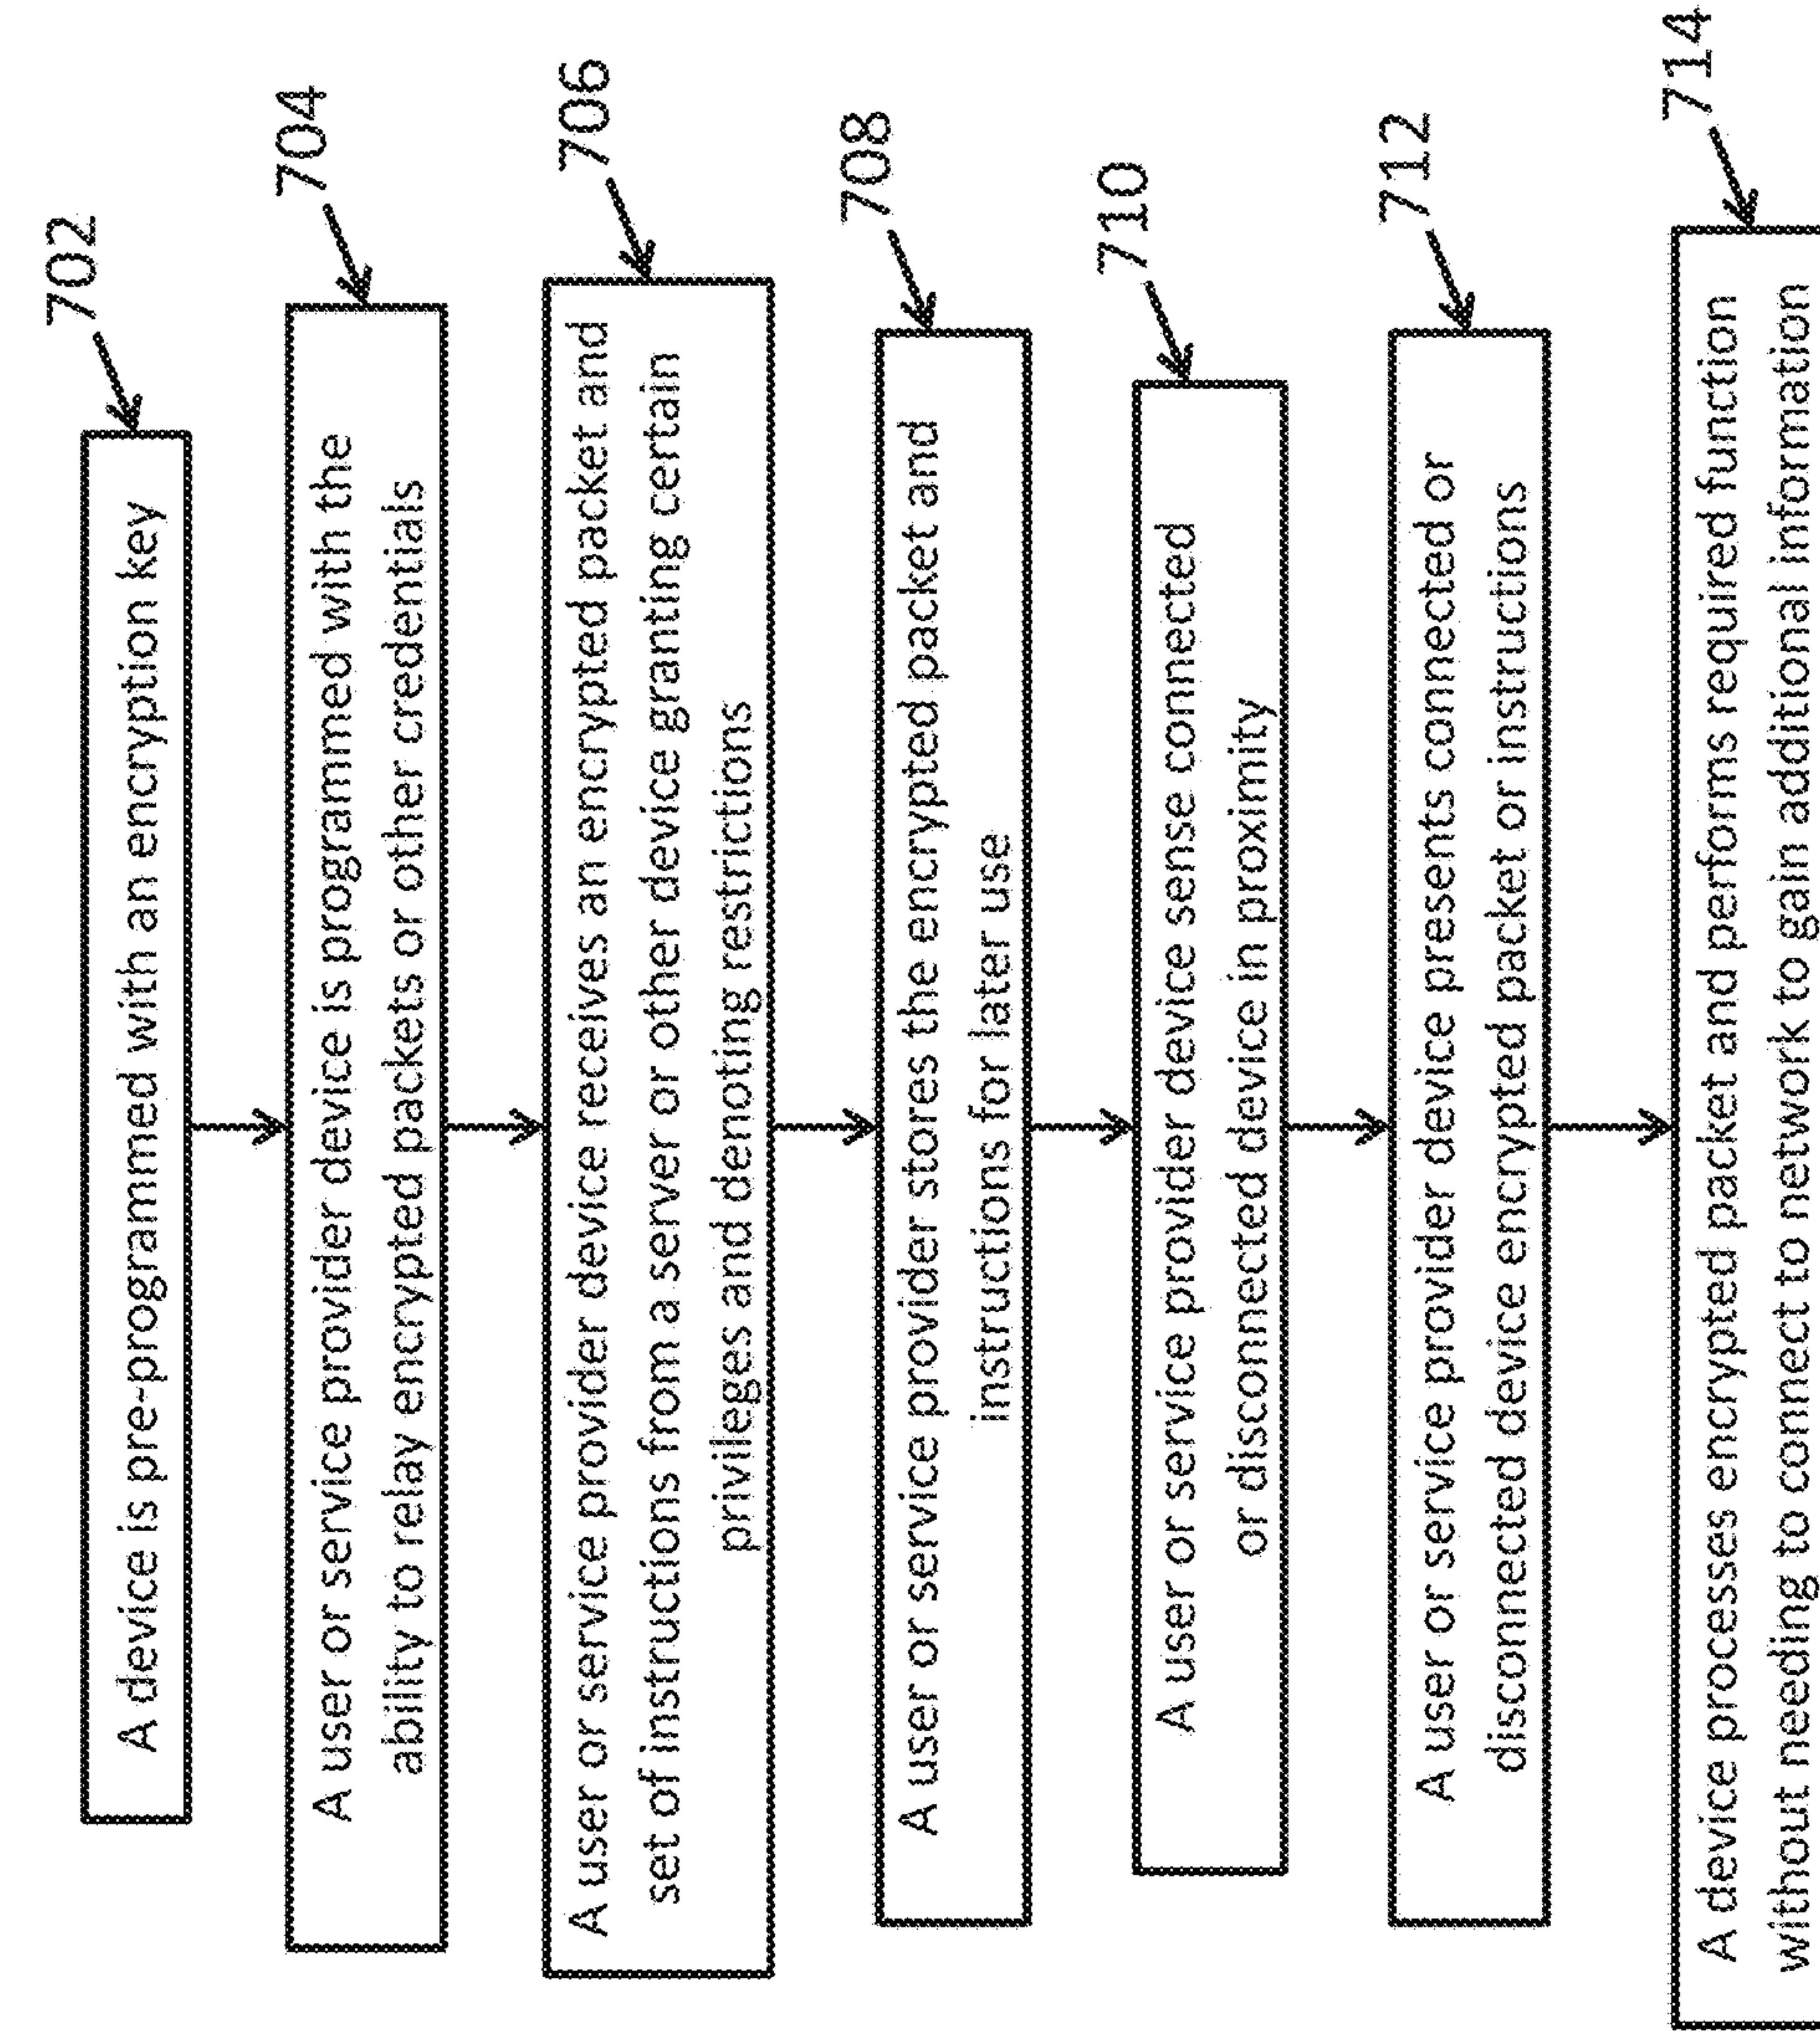 702
A device is pre-programmed with an encryption key
704
A user or service provider device is programmed with the
ability to relay encrypted packets or other credentials
706
A user or service provider device receives an encrypted packet and
set of instructions from a server or other device granting certain
privileges and denoting restrictions
708
A user or service provider stores the encrypted packet and
instructions for later use
710
A user or service provider device sense connected
or disconnected device in proximity
712
A user or service provider device presents connected or
disconnected device encrypted packet or instructions
714
A device processes encrypted packet and performs required function
without needing to connect to network to gain additional information